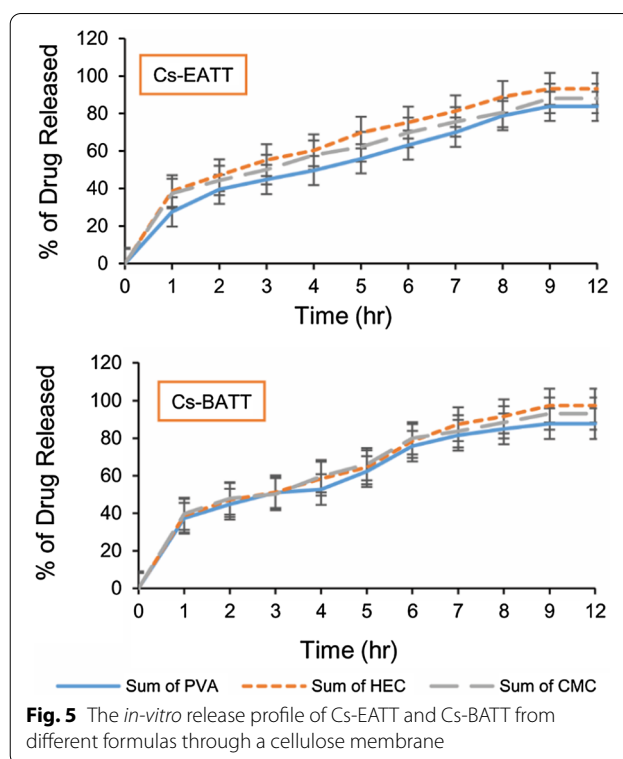 120
100
80
60
40
20
0
% of Drug Released
Cs-EATT
0 1 2 3 4 5 6 7 8 9 12
Time (hr)
120
100
80
60
40
20
0
% of Drug Released
Cs-BATT
0 1 2 3 4 5 6 7 8 9 12
Time (hr)
Sum of PVA Sum of HEC Sum of CMC
Fig. 5 The in-vitro release profile of Cs-EATT and Cs-BATT from
different formulas through a cellulose membrane